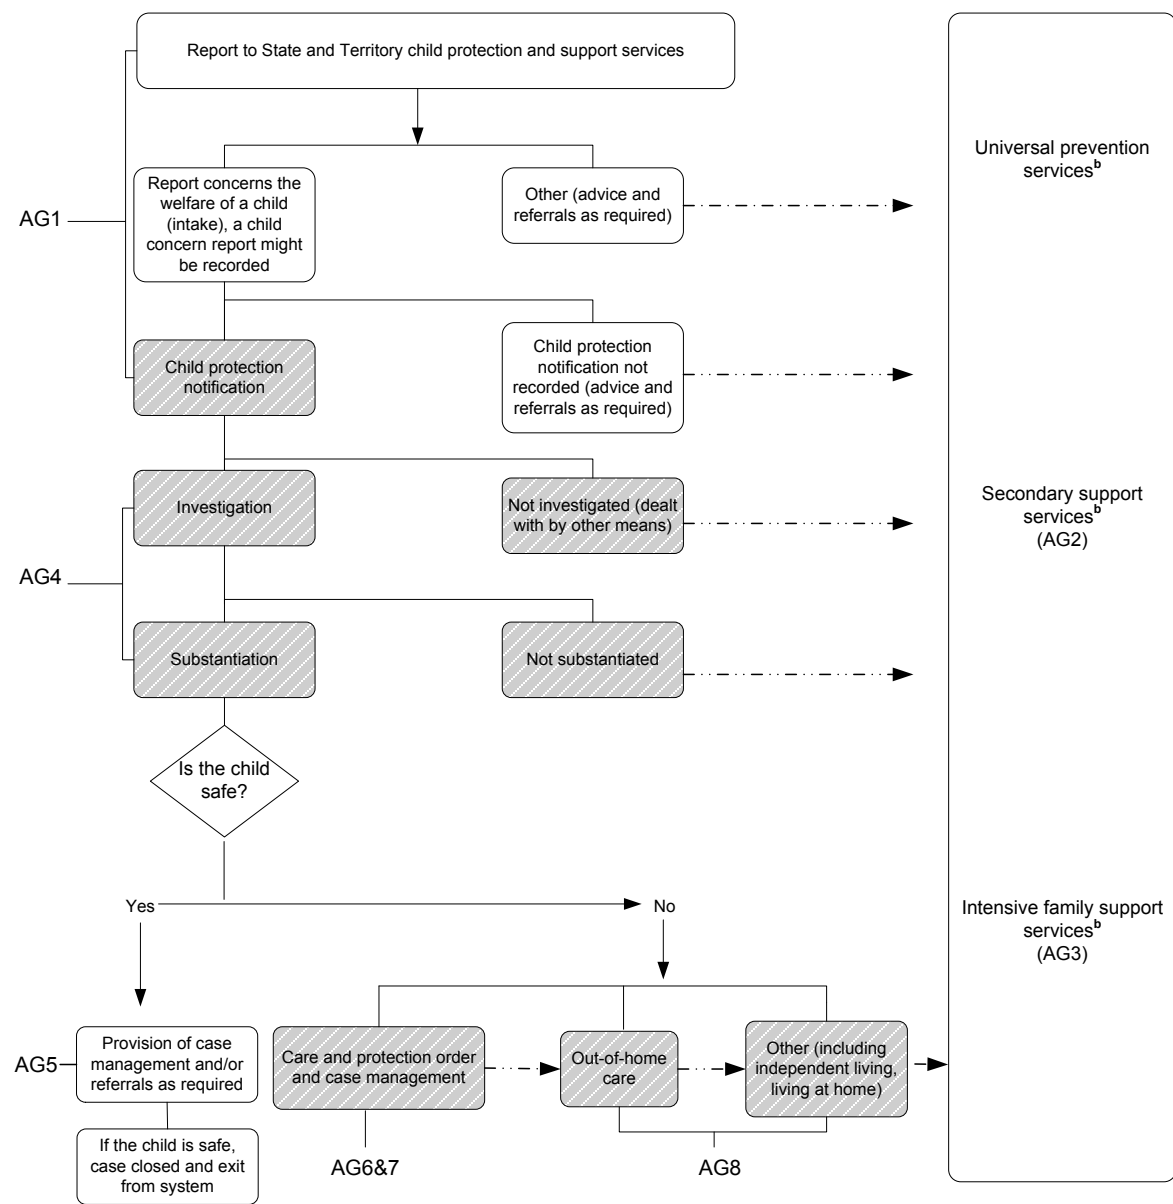 Report to State and Territory child protection and support services
Universal prevention
services^b
AG1
Report concerns the
welfare of a child
(intake), a child
concern report might
be recorded
Other (advice and
referrals as required)
Child protection
notification
Child protection
notification not
recorded (advice and
referrals as required)
Investigation
Not investigated (dealt
with by other means)
Secondary support
services^b
(AG2)
AG4
Substantiation
Not substantiated
Is the child
safe?
Yes
No
Intensive family support
services^b
(AG3)
AG5
Provision of case
management and/or
referrals as required
Care and protection order
and case management
Out-of-home
care
Other (including
independent living,
living at home)
If the child is safe,
case closed and exit
from system
AG6&7
AG8